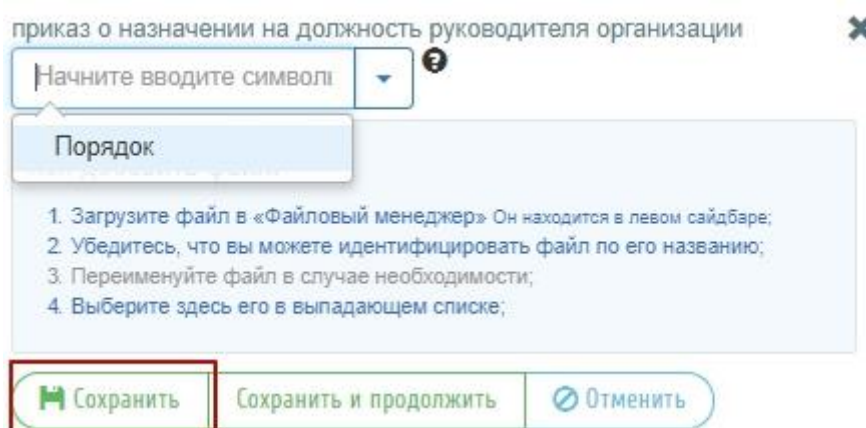 приказ о назначении на должность руководителя организации
Начните вводите символы
Порядок
1. Загрузите файл в «Файловый менеджер» Он находится в левом сайдбаре;
2. Убедитесь, что вы можете идентифицировать файл по его названию;
3. Переименуйте файл в случае необходимости;
4. Выберите здесь его в выпадающем списке;
Сохранить
Сохранить и продолжить
Отменить